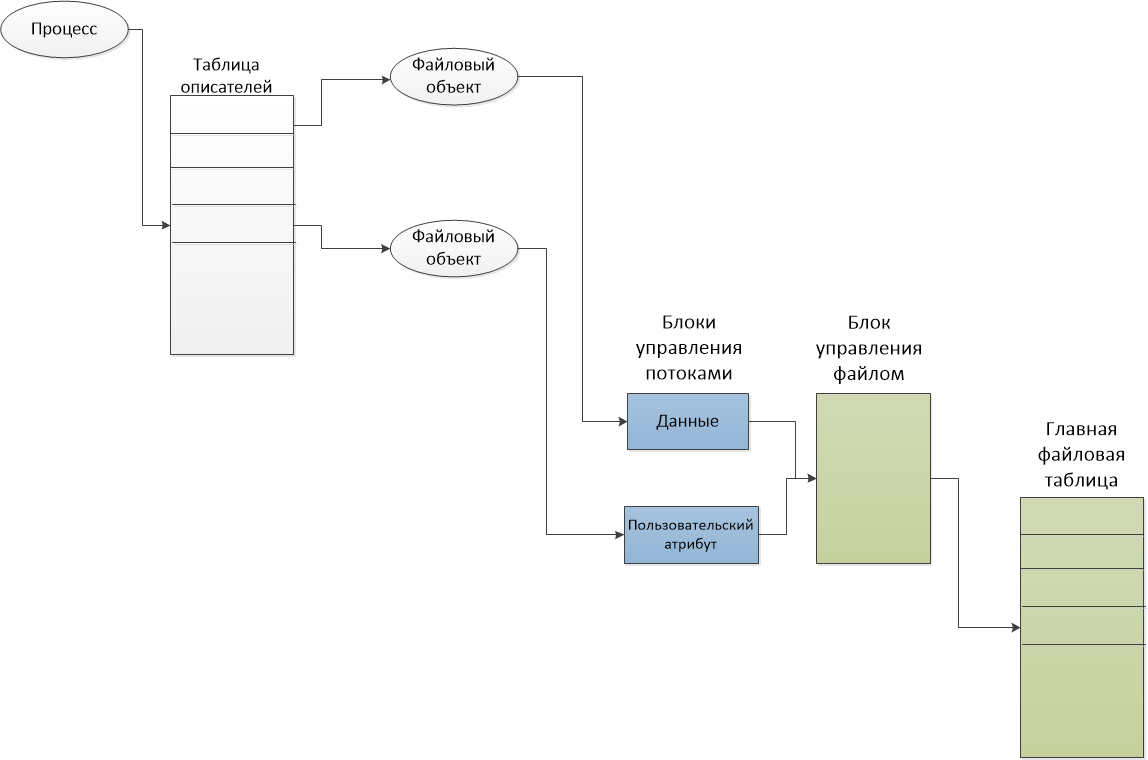 Процесс
Таблица
описателей
Файловый
объект
Файловый
объект
Блоки
управления
потоками
Блок
управления
файлом
Данные
Пользовательский
атрибут
Главная
файловая
таблица